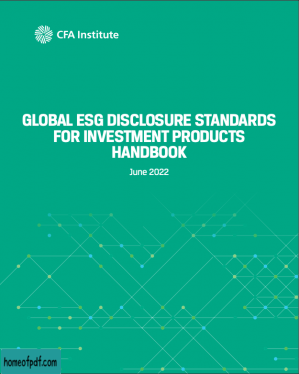 CFA Institute
GLOBAL ESG DISCLOSURE STANDARDS
FOR INVESTMENT PRODUCTS
HANDBOOK
June 2022
homeofpdf.com